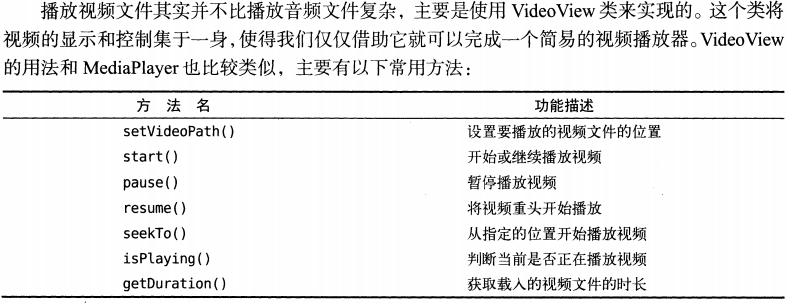 播放视频文件其实并不比播放音频文件复杂，主要是使用 VideoView 类来实现的。这个类将
视频的显示和控制集于一身，使得我们仅仅借助它就可以完成一个简易的视频播放器。VideoView
的用法和 MediaPlayer 也比较类似，主要有以下常用方法：
方 法 名 功能描述
setVideoPath() 设置要播放的视频文件的位置
start() 开始或继续播放视频
pause() 暂停播放视频
resume() 将视频重头开始播放
seekTo() 从指定的位置开始播放视频
isPlaying() 判断当前是否正在播放视频
getDuration() 获取载入的视频文件的时长